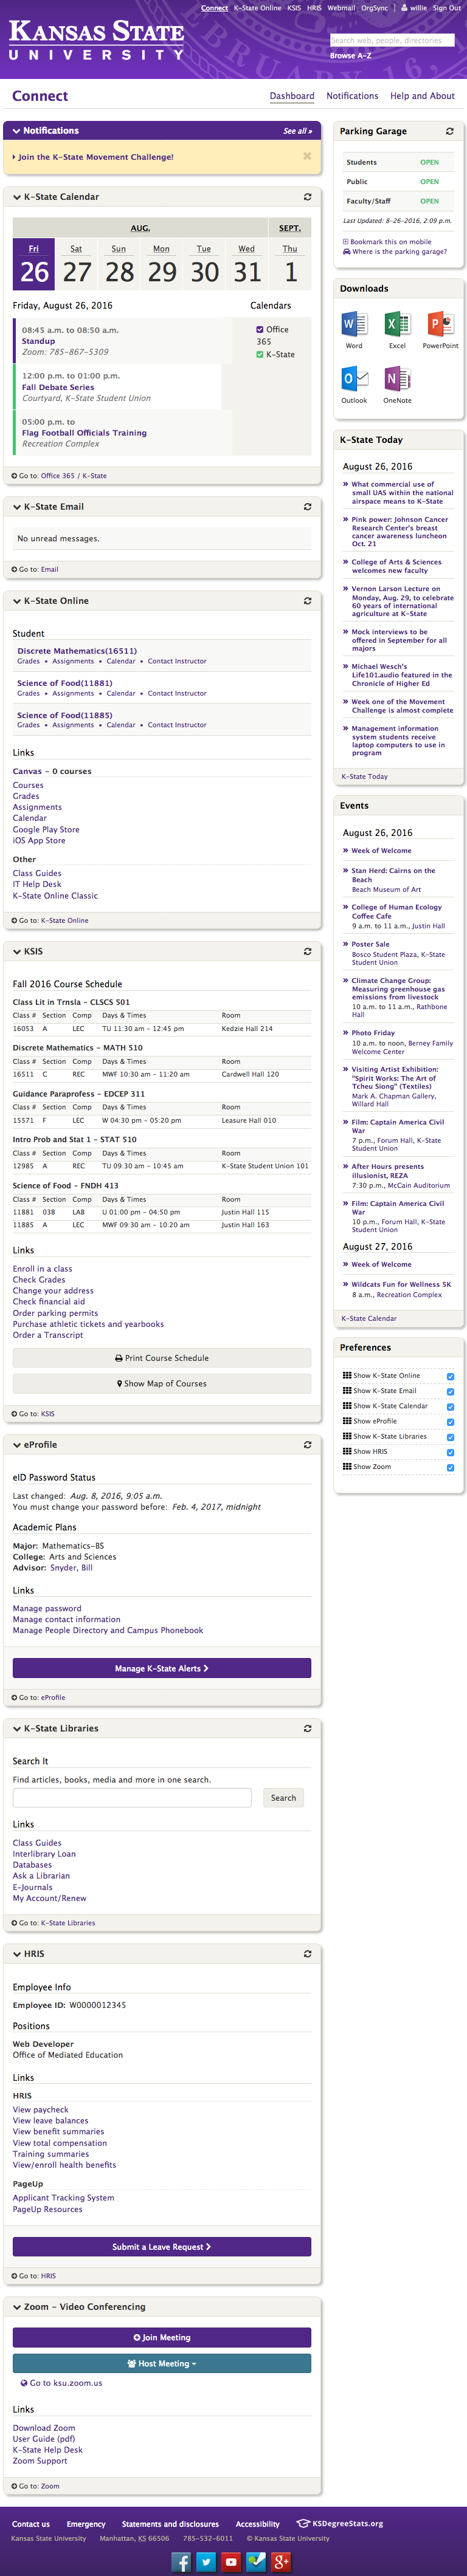 Connect K-State Online KSIS HRIS Webmail OrgSync | willie Sign Out
KANSAS STATE
UNIVERSITY
Search web, people, directories
Browse A-Z
Connect
Dashboard Notifications Help and About
Notifications
See all »
Join the K-State Movement Challenge!
K-State Calendar
AUG. SEPT.
Fri Sat Sun Mon Tue Wed Thu
26 27 28 29 30 31 1
Friday, August 26, 2016
Calendars
08:45 a.m. to 08:50 a.m.
Standup
Zoom: 785-867-5309
Office
365
K-State
12:00 p.m. to 01:00 p.m.
Fall Debate Series
Courtyard, K-State Student Union
05:00 p.m. to
Flag Football Officials Training
Recreation Complex
Go to: Office 365 / K-State
K-State Email
No unread messages.
Go to: Email
K-State Online
Student
Discrete Mathematics(16511)
Grades • Assignments • Calendar • Contact Instructor
Science of Food(11881)
Grades • Assignments • Calendar • Contact Instructor
Science of Food(11885)
Grades • Assignments • Calendar • Contact Instructor
Links
Canvas - 0 courses
Courses
Grades
Assignments
Calendar
Google Play Store
iOS App Store
Other
Class Guides
IT Help Desk
K-State Online Classic
Go to: K-State Online
KSIS
Fall 2016 Course Schedule
Class Lit in Trnsla - CLSCS 501
Class # Section Comp Days & Times Room
16053 A LEC TU 11:30 am - 12:45 pm Kedzie Hall 214
Discrete Mathematics - MATH 510
Class # Section Comp Days & Times Room
16511 C REC MWF 10:30 am - 11:20 am Cardwell Hall 120
Guidance Paraprofess - EDCEP 311
Class # Section Comp Days & Times Room
15571 F LEC W 04:30 pm - 05:20 pm Leasure Hall 010
Intro Prob and Stat 1 - STAT 510
Class # Section Comp Days & Times Room
12985 A REC TU 09:30 am - 10:45 am K-State Student Union 101
Science of Food - FNDH 413
Class # Section Comp Days & Times Room
11881 03B LAB U 01:00 pm - 04:50 pm Justin Hall 115
11885 A LEC MWF 09:30 am - 10:20 am Justin Hall 163
Links
Enroll in a class
Check Grades
Change your address
Check financial aid
Order parking permits
Purchase athletic tickets and yearbooks
Order a Transcript
Print Course Schedule
Show Map of Courses
Go to: KSIS
eProfile
eID Password Status
Last changed: Aug. 8, 2016, 9:05 a.m.
You must change your password before: Feb. 4, 2017, midnight
Academic Plans
Major: Mathematics-BS
College: Arts and Sciences
Advisor: Snyder, Bill
Links
Manage password
Manage contact information
Manage People Directory and Campus Phonebook
Manage K-State Alerts
Go to: eProfile
K-State Libraries
Search It
Find articles, books, media and more in one search.
Search
Links
Class Guides
Interlibrary Loan
Databases
Ask a Librarian
E-Journals
My Account/Renew
Go to: K-State Libraries
HRIS
Employee Info
Employee ID: W0000012345
Positions
Web Developer
Office of Mediated Education
Links
HRIS
View paycheck
View leave balances
View benefit summaries
View total compensation
Training summaries
View/enroll health benefits
PageUp
Applicant Tracking System
PageUp Resources
Submit a Leave Request
Go to: HRIS
Zoom - Video Conferencing
Join Meeting
Host Meeting
Go to ksu.zoom.us
Links
Download Zoom
User Guide (pdf)
K-State Help Desk
Zoom Support
Go to: Zoom
Parking Garage
Students OPEN
Public OPEN
Faculty/Staff OPEN
Last Updated: 8-26-2016, 2:09 p.m.
Bookmark this on mobile
Where is the parking garage?
Downloads
Word Excel PowerPoint
Outlook OneNote
K-State Today
August 26, 2016
» What commercial use of
small UAS within the national
airspace means to K-State
» Pink power: Johnson Cancer
Research Center's breast
cancer awareness luncheon
Oct. 21
» College of Arts & Sciences
welcomes new faculty
» Vernon Larson Lecture on
Monday, Aug. 29, to celebrate
60 years of international
agriculture at K-State
» Mock interviews to be
offered in September for all
majors
» Michael Wesch's
Life101.audio featured in the
Chronicle of Higher Ed
» Week one of the Movement
Challenge is almost complete
» Management information
system students receive
laptop computers to use in
program
K-State Today
Events
August 26, 2016
» Week of Welcome
» Stan Herd: Cairns on the
Beach
Beach Museum of Art
» College of Human Ecology
Coffee Cafe
9 a.m. to 11 a.m., Justin Hall
» Poster Sale
Bosco Student Plaza, K-State
Student Union
» Climate Change Group:
Measuring greenhouse gas
emissions from livestock
10 a.m. to 11 a.m., Rathbone
Hall
» Photo Friday
10 a.m. to noon, Berney Family
Welcome Center
» Visiting Artist Exhibition:
"Spirit Works: The Art of
Tcheu Siong" (Textiles)
Mark A. Chapman Gallery,
Willard Hall
» Film: Captain America Civil
War
7 p.m., Forum Hall, K-State
Student Union
» After Hours presents
illusionist, REZA
7:30 p.m., McCain Auditorium
» Film: Captain America Civil
War
10 p.m., Forum Hall, K-State
Student Union
August 27, 2016
» Week of Welcome
» Wildcats Fun for Wellness 5K
8 a.m., Recreation Complex
K-State Calendar
Preferences
Show K-State Online
Show K-State Email
Show K-State Calendar
Show eProfile
Show K-State Libraries
Show HRIS
Show Zoom
Contact us Emergency Statements and disclosures Accessibility KSDegreeStats.org
Kansas State University Manhattan, KS 66506 785-532-6011 © Kansas State University